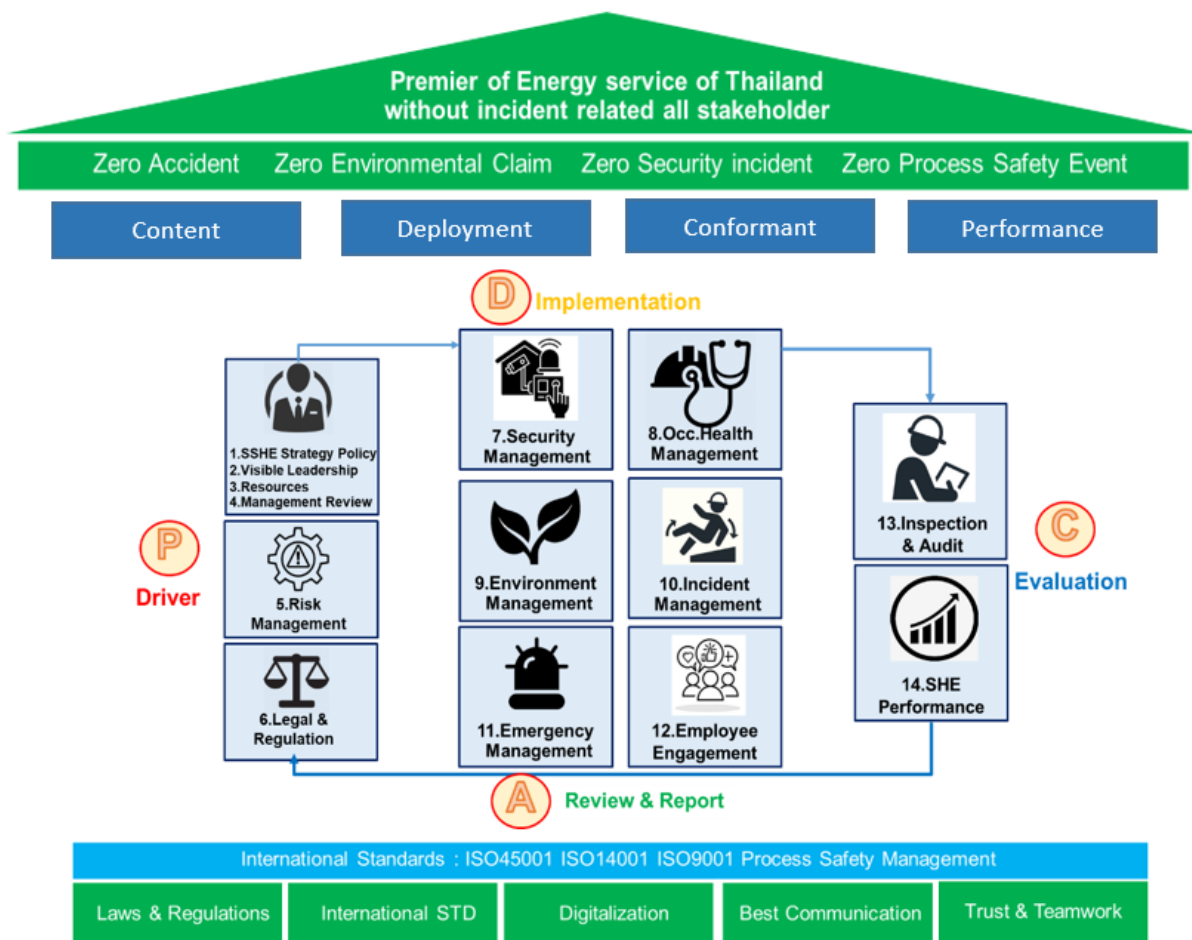 Premier of Energy service of Thailand
without incident related all stakeholder
Zero Accident Zero Environmental Claim Zero Security incident Zero Process Safety Event
Content Deployment Conformant Performance
D Implementation
1.SSHE Strategy Policy
2.Visible Leadership
3.Resources
4.Management Review
7.Security
Management
8.Occ.Health
Management
P
Driver
5.Risk
Management
9.Environment
Management
10.Incident
Management
13.Inspection
& Audit
C
Evaluation
6.Legal &
Regulation
11.Emergency
Management
12.Employee
Engagement
14.SHE
Performance
A Review & Report
International Standards : ISO45001 ISO14001 ISO9001 Process Safety Management
Laws & Regulations International STD Digitalization Best Communication Trust & Teamwork